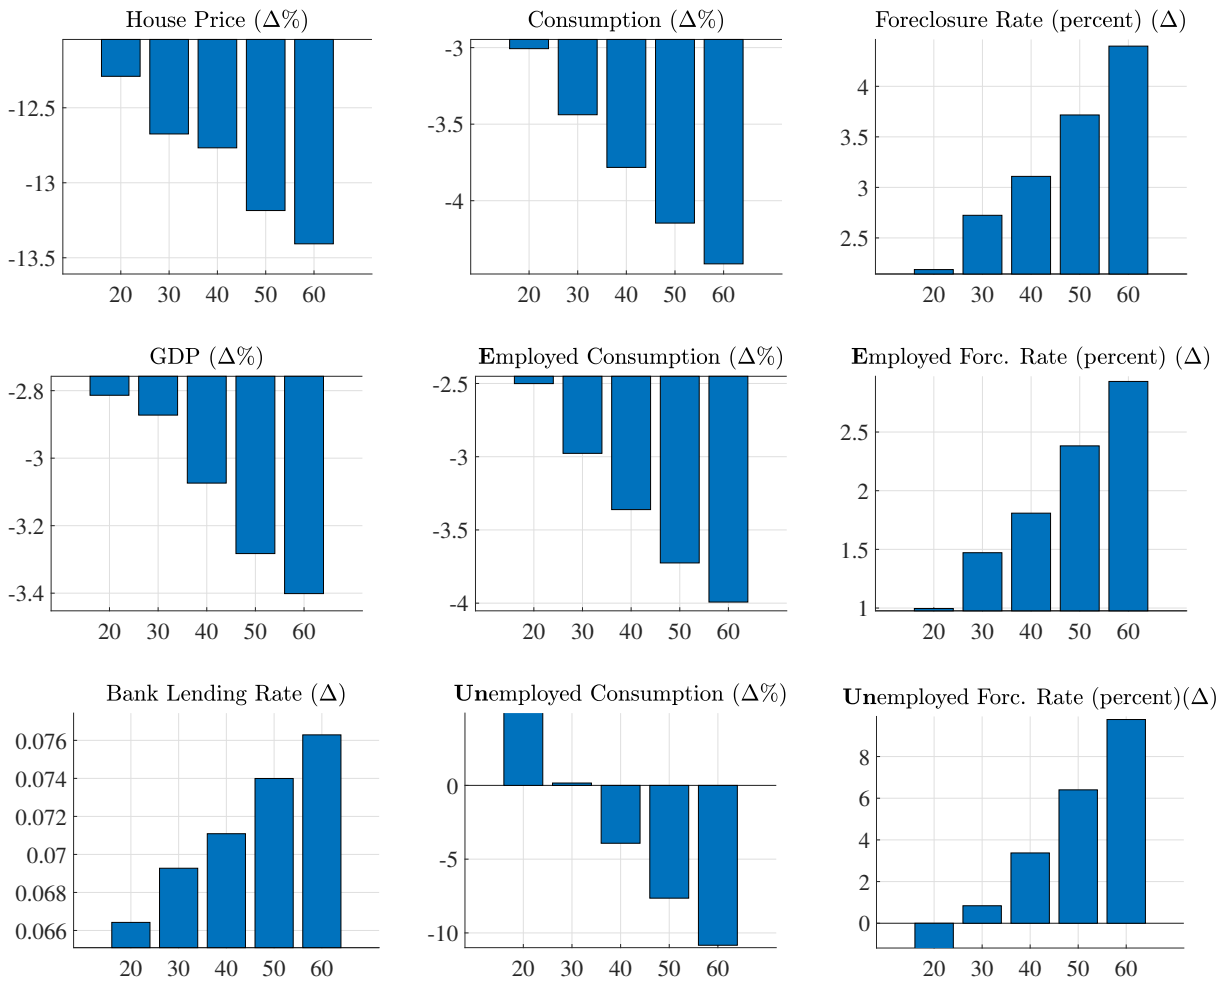 House Price (Δ%)
-12.5
-13
-13.5
20 30 40 50 60
Consumption (Δ%)
-3
-3.5
-4
20 30 40 50 60
Foreclosure Rate (percent) (Δ)
4
3.5
3
2.5
20 30 40 50 60
GDP (Δ%)
-2.8
-3
-3.2
-3.4
20 30 40 50 60
Employed Consumption (Δ%)
-2.5
-3
-3.5
-4
20 30 40 50 60
Employed Forc. Rate (percent) (Δ)
2.5
2
1.5
1
20 30 40 50 60
Bank Lending Rate (Δ)
0.076
0.074
0.072
0.07
0.068
0.066
20 30 40 50 60
Unemployed Consumption (Δ%)
0
-5
-10
20 30 40 50 60
Unemployed Forc. Rate (percent)(Δ)
8
6
4
2
0
20 30 40 50 60